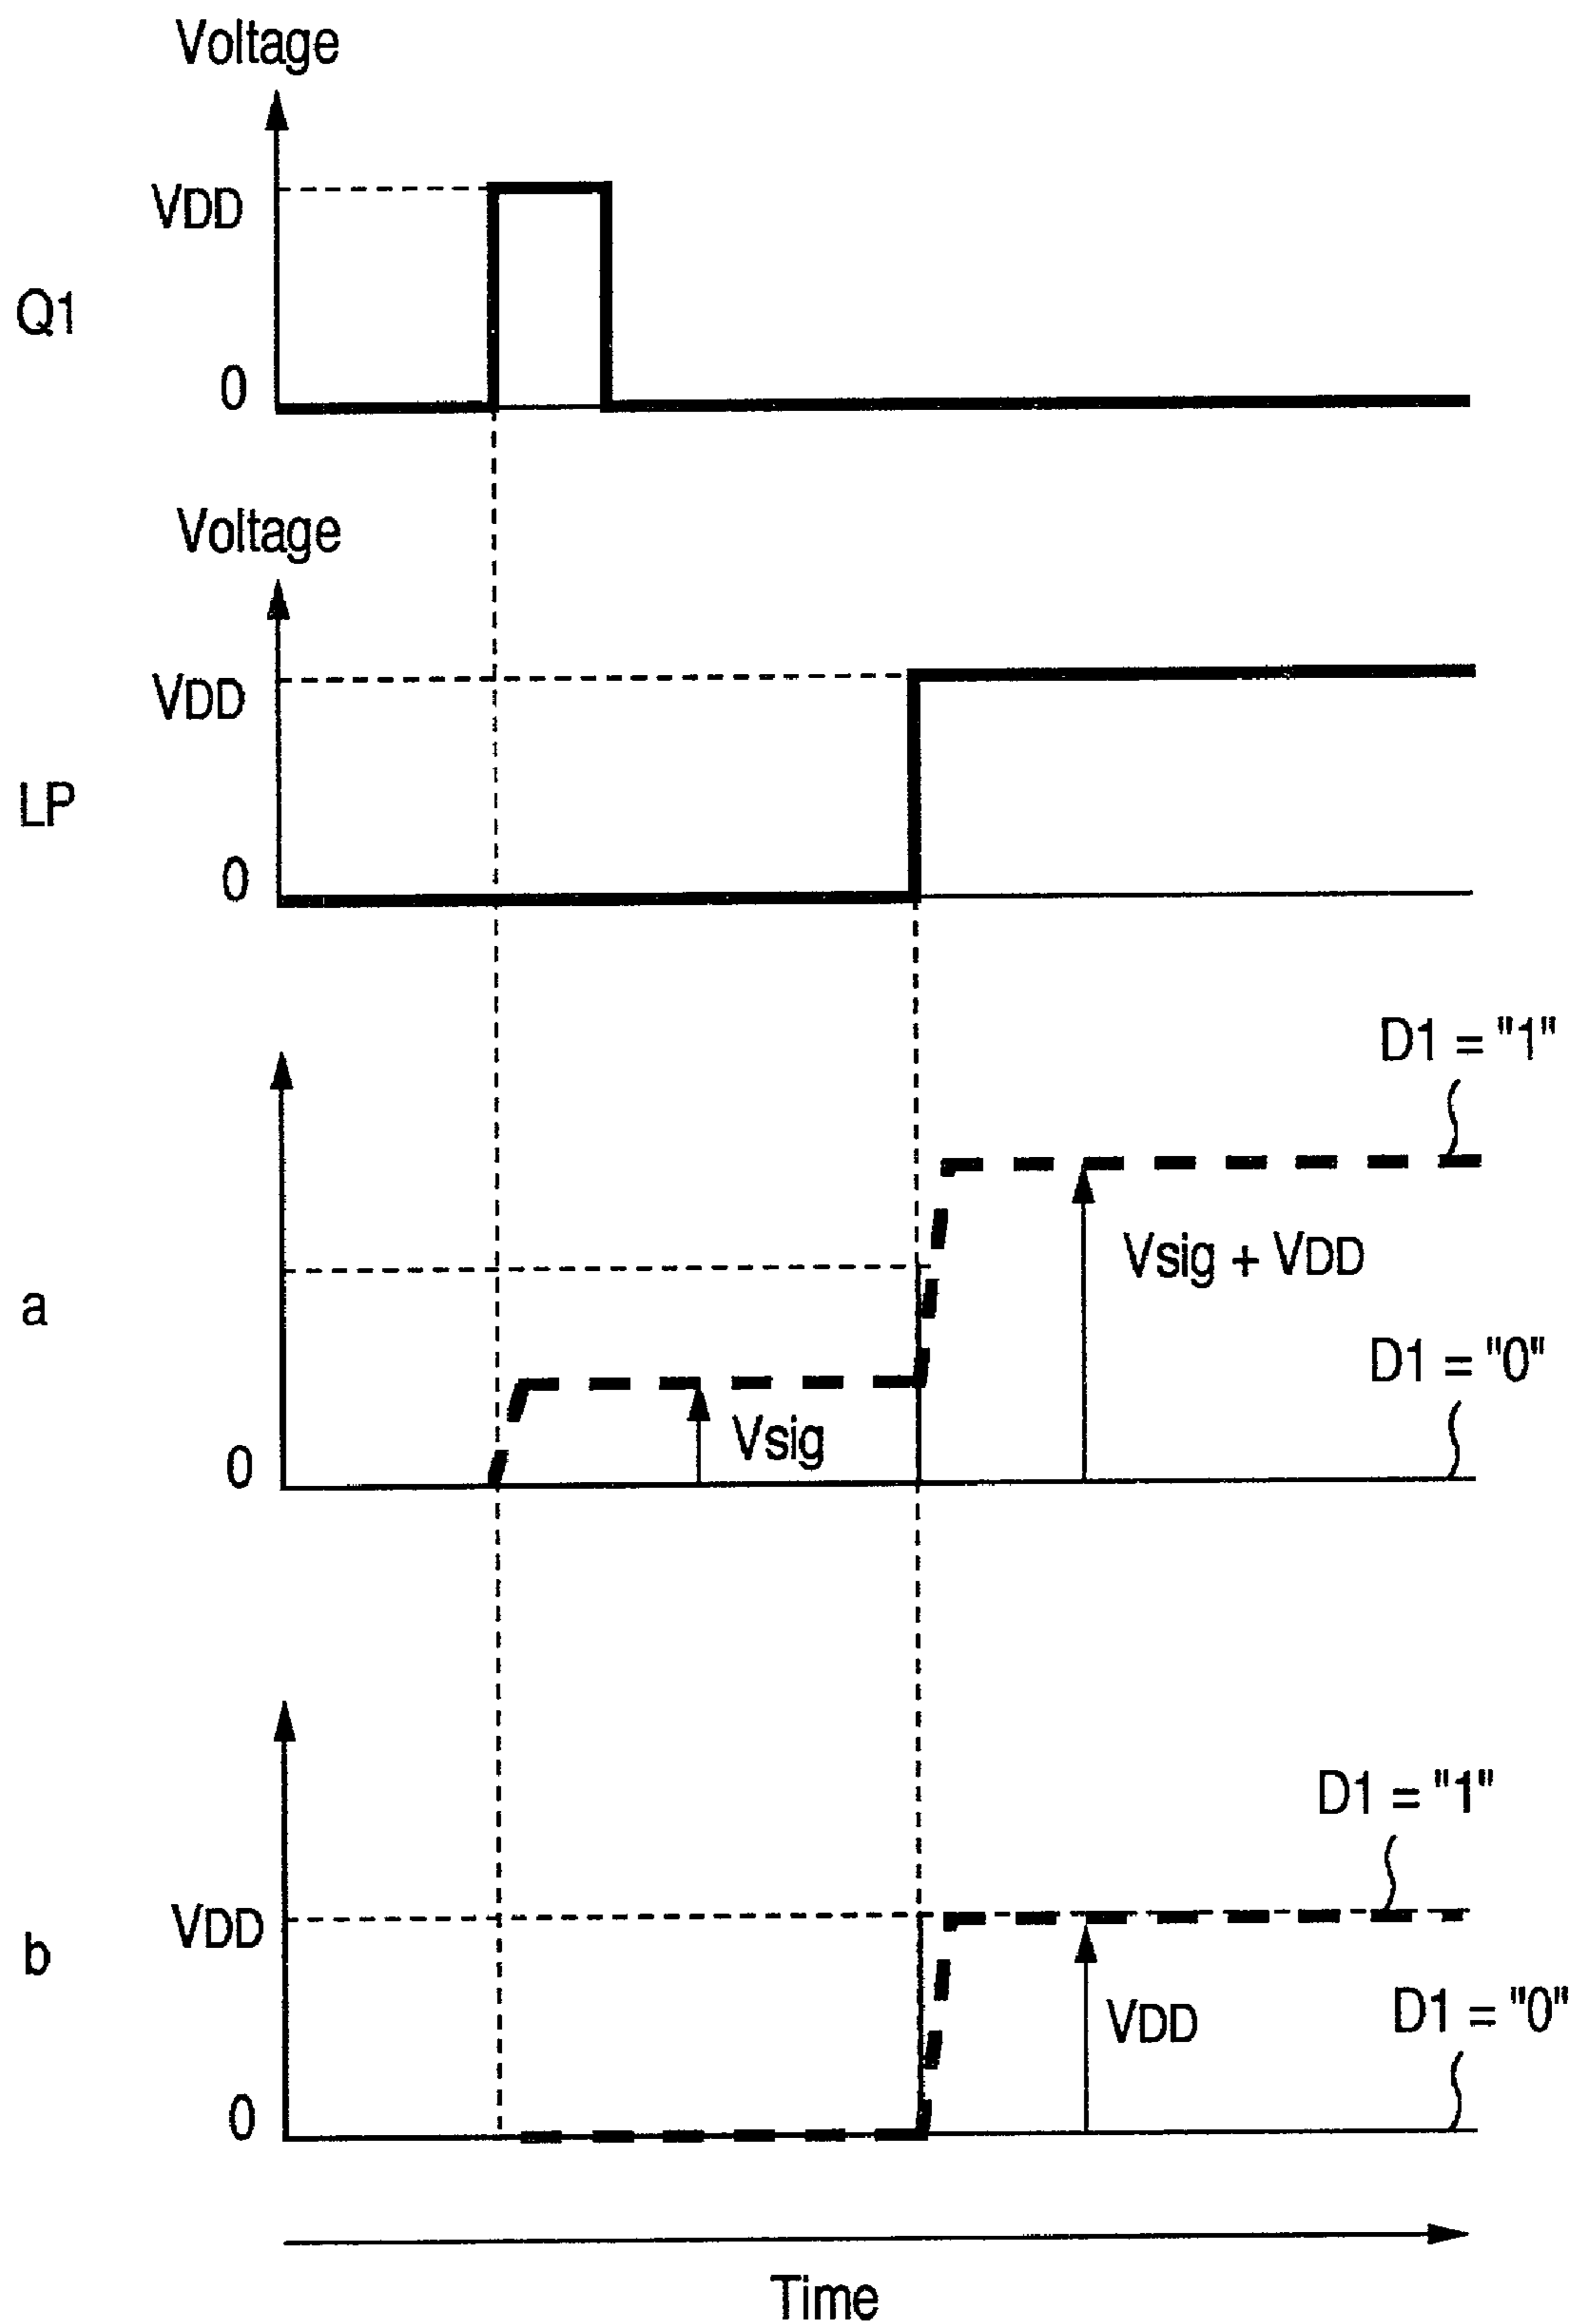 Voltage
VDD
Q1
0
Voltage
VDD
LP
0
D1 = "1"
Vsig + VDD
a
D1 = "0"
Vsig
0
D1 = "1"
VDD
b
D1 = "0"
VDD
0
Time